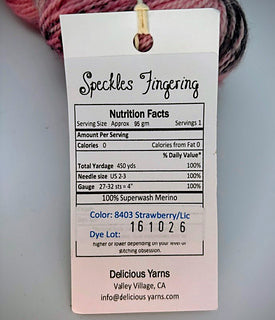 Speckles Fingering
Nutrition Facts
Serving Size Approx 95 gm Servings 1
Amount Per Serving
Calories 0 Calories from Fat 0
% Daily Value*
Total Yardage 450 yds 100%
Needle size US 2-3 100%
Gauge 27-32 sts = 4" 100%
100% Superwash Merino
Color: 8403 Strawberry/Lic
Dye Lot: 161026
higher or lower depending on your level of
stitching obsession.
Delicious Yarns
Valley Village, CA
info@delicious yarns.com